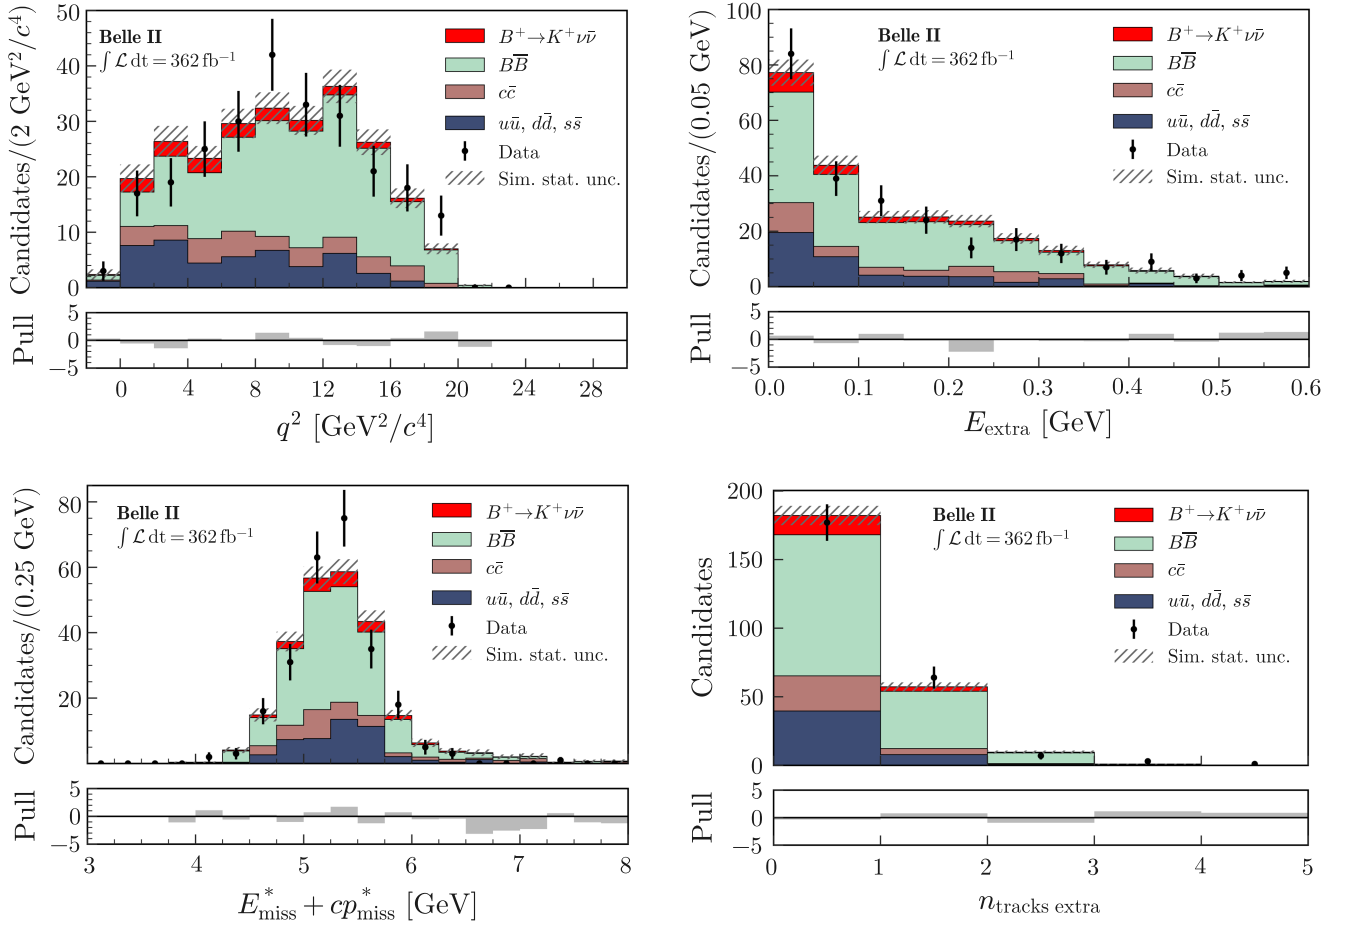 Candidates/(2 GeV²/c⁴)
50
40
30
20
10
0
Belle II
∫ℒ dt = 362 fb⁻¹
B⁺→K⁺νν̄
BB̄
cc̄
uū, dd̄, ss̄
Data
Sim. stat. unc.
Pull
5
0
−5
0 4 8 12 16 20 24 28
q² [GeV²/c⁴]
Candidates/(0.05 GeV)
100
80
60
40
20
0
Belle II
∫ℒ dt = 362 fb⁻¹
B⁺→K⁺νν̄
BB̄
cc̄
uū, dd̄, ss̄
Data
Sim. stat. unc.
Pull
5
0
−5
0.0 0.1 0.2 0.3 0.4 0.5 0.6
E_extra [GeV]
Candidates/(0.25 GeV)
80
60
40
20
Belle II
∫ℒ dt = 362 fb⁻¹
B⁺→K⁺νν̄
BB̄
cc̄
uū, dd̄, ss̄
Data
Sim. stat. unc.
Pull
5
0
−5
3 4 5 6 7 8
E*_miss + cp*_miss [GeV]
Candidates
200
150
100
50
0
Belle II
∫ℒ dt = 362 fb⁻¹
B⁺→K⁺νν̄
BB̄
cc̄
uū, dd̄, ss̄
Data
Sim. stat. unc.
Pull
5
0
−5
0 1 2 3 4 5
n_tracks extra